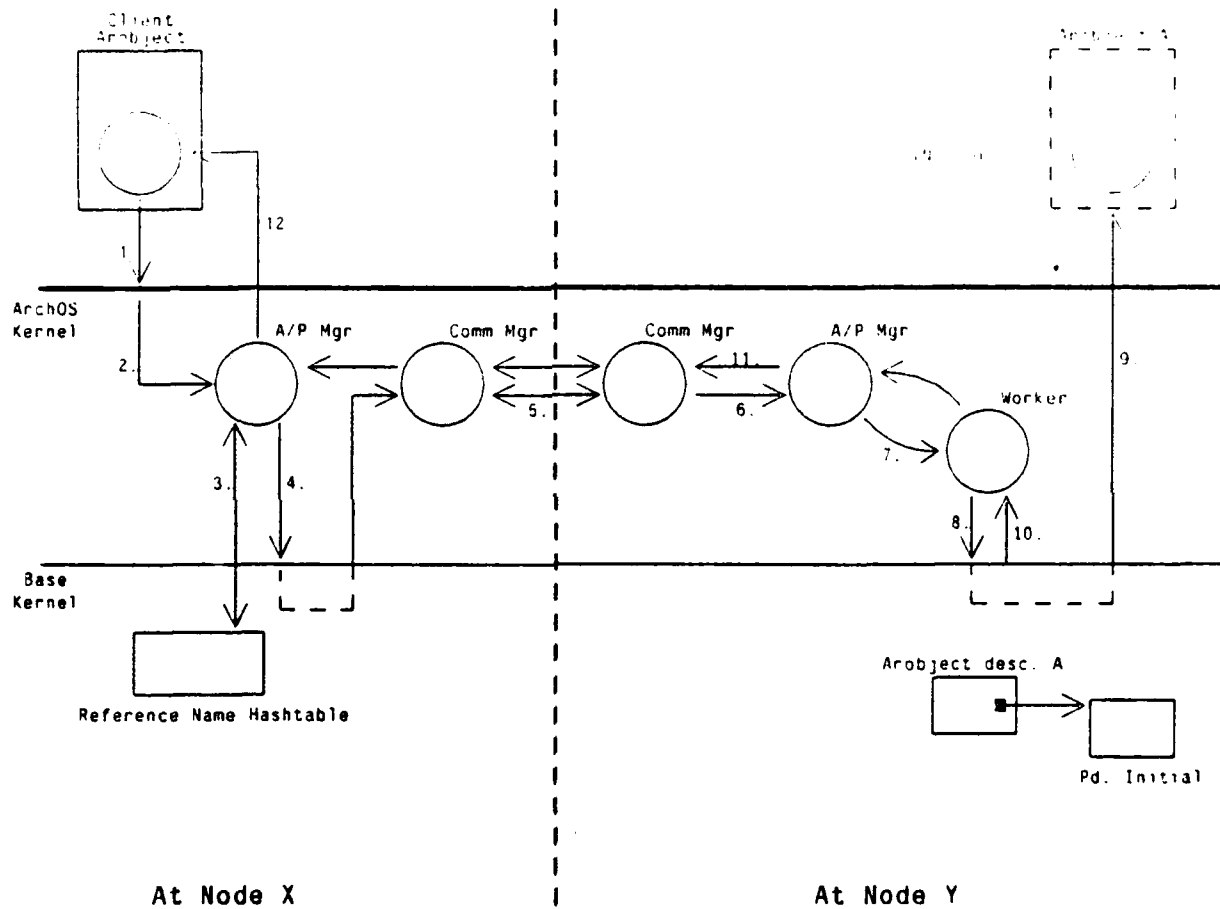 Client
Arobject
12
1.
ArchOS
Kernel
A/P Mgr
Comm Mgr
Comm Mgr
A/P Mgr
11.
9.
2.
5.
6.
Worker
7.
3.
4.
8.
10.
Base
Kernel
Arobject desc. A
Reference Name Hashtable
Pd. Initial
At Node X
At Node Y